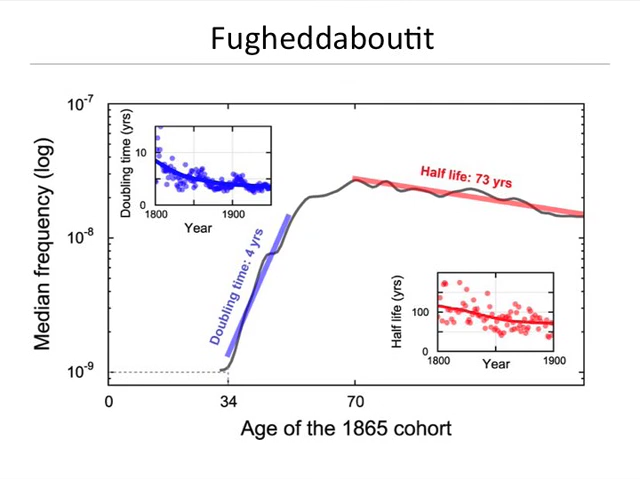 Fugheddaboutit
Median frequency (log)
10-7
10-8
10-9
Doubling time (yrs)
10
0
1800
1900
Year
Doubling time: 4 yrs
Half life: 73 yrs
Half life (yrs)
100
0
1800
1900
Year
0
34
70
Age of the 1865 cohort